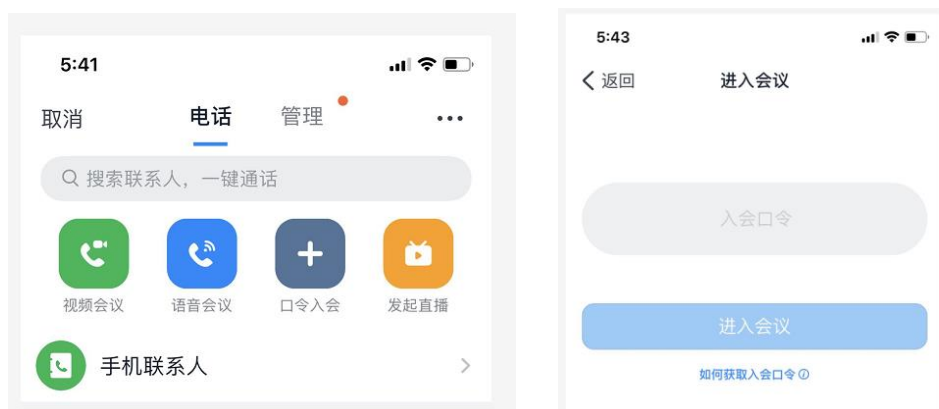 5:41
取消
电话
管理
搜索联系人，一键通话
视频会议
语音会议
口令入会
发起直播
手机联系人
5:43
返回
进入会议
入会口令
进入会议
如何获取入会口令